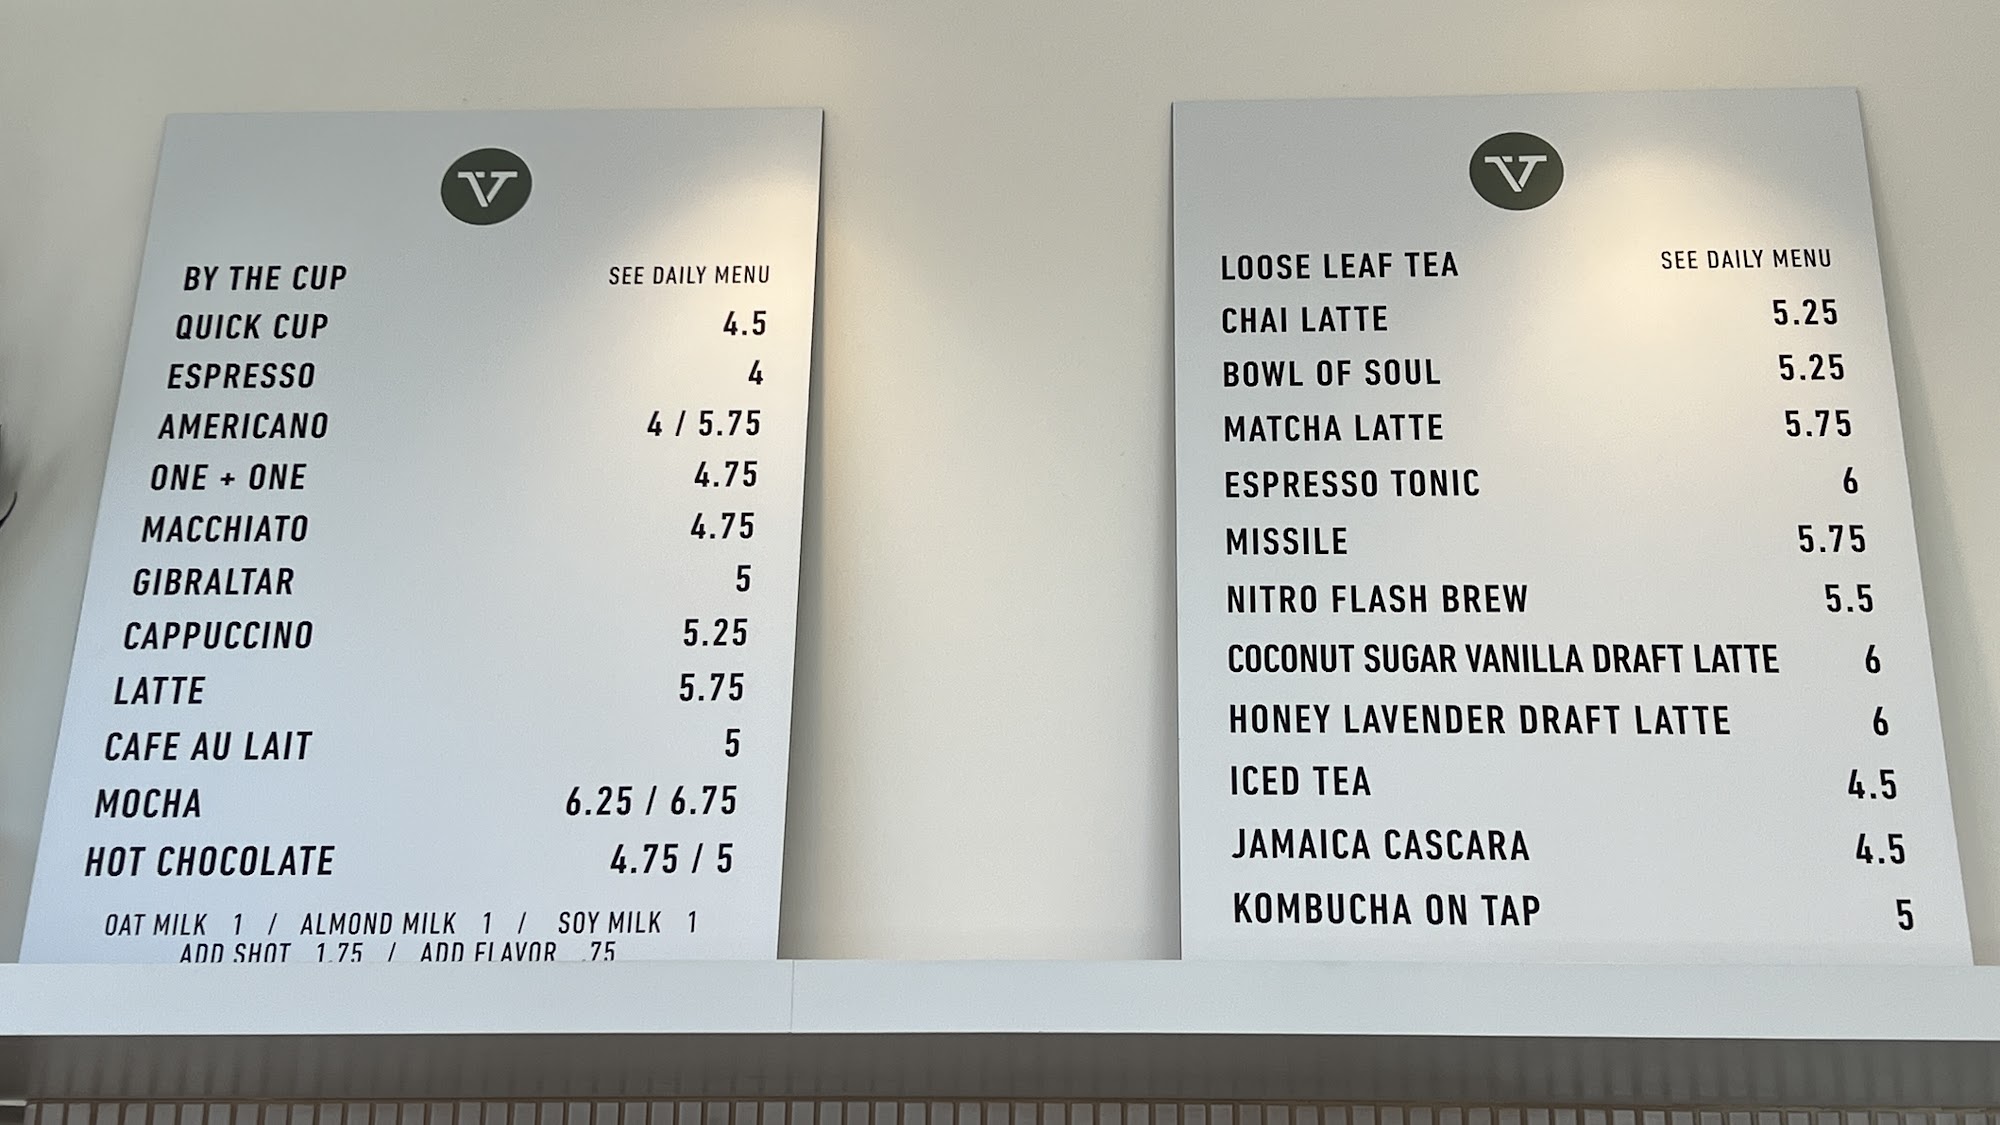 V
BY THE CUP SEE DAILY MENU
QUICK CUP 4.5
ESPRESSO 4
AMERICANO 4 / 5.75
ONE + ONE 4.75
MACCHIATO 4.75
GIBRALTAR 5
CAPPUCCINO 5.25
LATTE 5.75
CAFE AU LAIT 5
MOCHA 6.25 / 6.75
HOT CHOCOLATE 4.75 / 5
OAT MILK 1 / ALMOND MILK 1 / SOY MILK 1
ADD SHOT 1.75 / ADD FLAVOR .75
V
LOOSE LEAF TEA SEE DAILY MENU
CHAI LATTE 5.25
BOWL OF SOUL 5.25
MATCHA LATTE 5.75
ESPRESSO TONIC 6
MISSILE 5.75
NITRO FLASH BREW 5.5
COCONUT SUGAR VANILLA DRAFT LATTE 6
HONEY LAVENDER DRAFT LATTE 6
ICED TEA 4.5
JAMAICA CASCARA 4.5
KOMBUCHA ON TAP 5